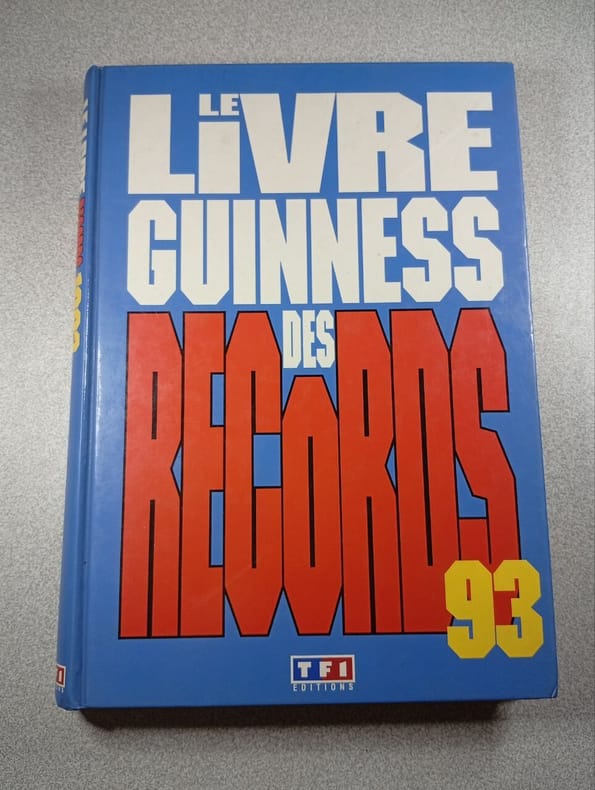 LE
LiVRE
GUINNESS
DES
RECORDS
93
TF1
EDITIONS